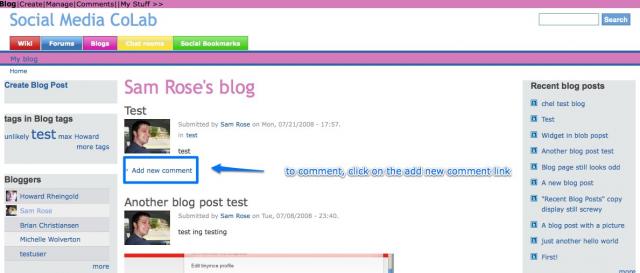 Blog|Create|Manage|Comments||My Stuff >>
Social Media CoLab
Search
Wiki
Forums
Blogs
Chat rooms
Social Bookmarks
My blog
Home
Create Blog Post
tags in Blog tags
unlikely test max Howard
more tags
Bloggers
Howard Rheingold
Sam Rose
Brian Christiansen
Michelle Wolverton
testuser
more
Sam Rose's blog
Test
Submitted by Sam Rose on Mon, 07/21/2008 - 17:57.
in test
test
Add new comment
to comment, click on the add new comment link
Another blog post test
Submitted by Sam Rose on Tue, 07/08/2008 - 23:40.
test ing testing
Edit tinymce profile
Recent blog posts
chel test blog
Test
Widget in blob popst
Another blog post test
Blog page still looks odd
A new blog post
"Recent Blog Posts" copy
display still screwy
A blog post with a picture
just another hello world
First!
more